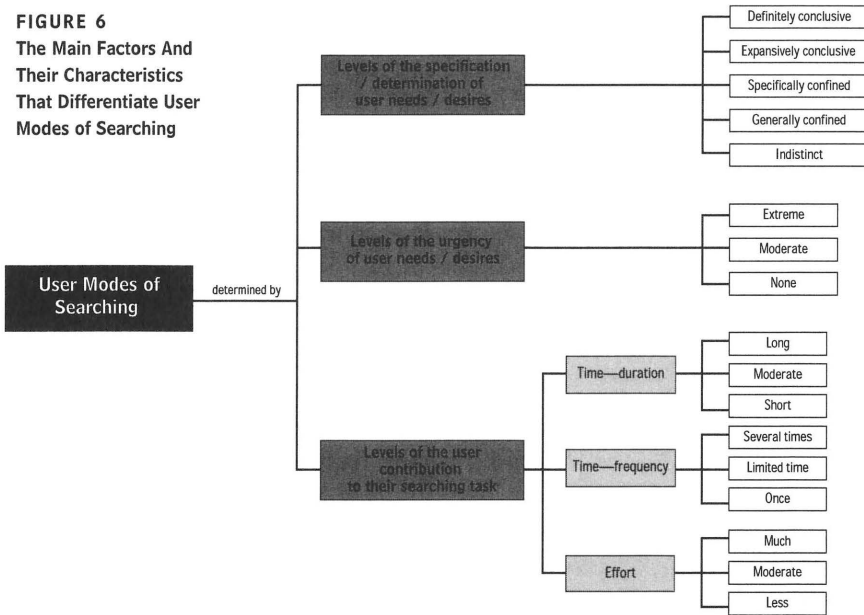 FIGURE 6
The Main Factors And
Their Characteristics
That Differentiate User
Modes of Searching
User Modes of
Searching
determined by
Levels of the specification
/ determination of
user needs / desires
Definitely conclusive
Expansively conclusive
Specifically confined
Generally confined
Indistinct
Levels of the urgency
of user needs / desires
Extreme
Moderate
None
Levels of the user
contribution
to their searching task
Time—duration
Long
Moderate
Short
Time—frequency
Several times
Limited time
Once
Effort
Much
Moderate
Less